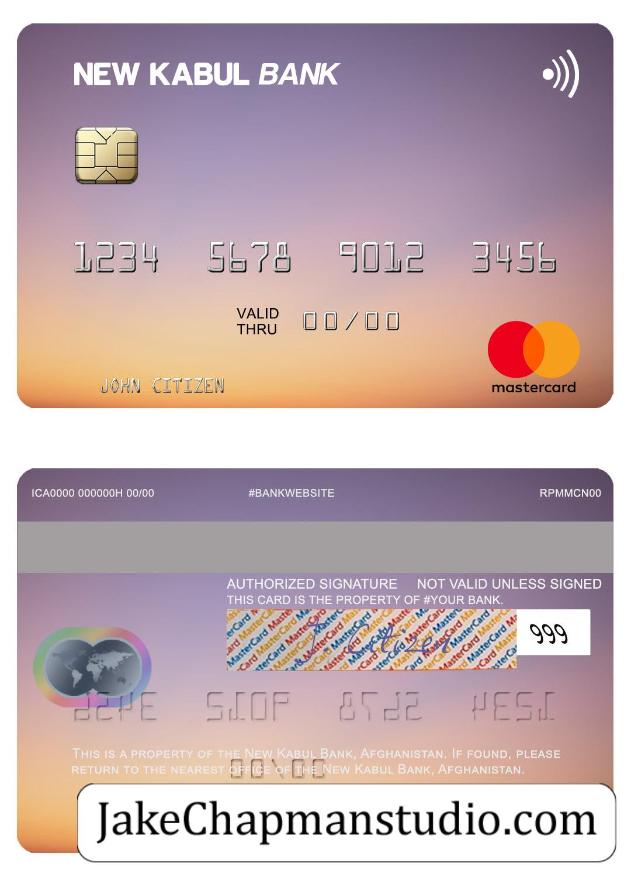 NEW KABUL BANK
1234 5678 9012 3456
VALID THRU 00/00
JOHN CITIZEN
mastercard
ICA0000 000000H 00/00 #BANKWEBSITE RPMMCN00
AUTHORIZED SIGNATURE NOT VALID UNLESS SIGNED
THIS CARD IS THE PROPERTY OF #YOUR BANK.
J Citizen 999
THIS IS A PROPERTY OF THE NEW KABUL BANK, AFGHANISTAN. IF FOUND, PLEASE
RETURN TO THE NEAREST OFFICE OF THE NEW KABUL BANK, AFGHANISTAN.
JakeChapmanstudio.com